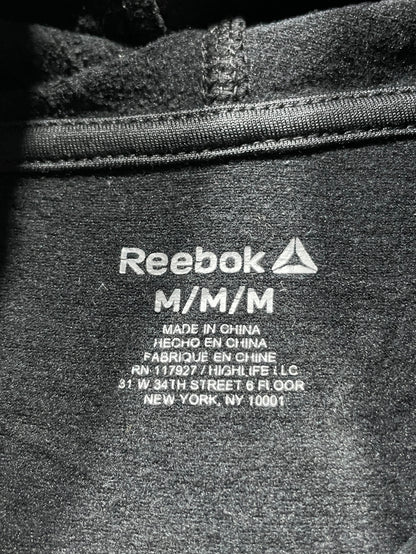 Reebok
M/M/M
MADE IN CHINA
HECHO EN CHINA
FABRIQUE EN CHINE
RN 117927 / HIGHLIFE LLC
31 W 34TH STREET 6 FLOOR
NEW YORK, NY 10001